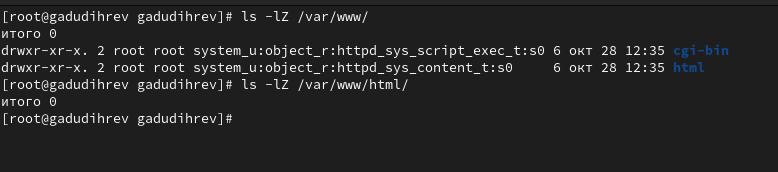 [root@gadudihrev gadudihrev]# ls -lZ /var/www/
итого 0
drwxr-xr-x. 2 root root system_u:object_r:httpd_sys_script_exec_t:s0 6 окт 28 12:35 cgi-bin
drwxr-xr-x. 2 root root system_u:object_r:httpd_sys_content_t:s0     6 окт 28 12:35 html
[root@gadudihrev gadudihrev]# ls -lZ /var/www/html/
итого 0
[root@gadudihrev gadudihrev]#